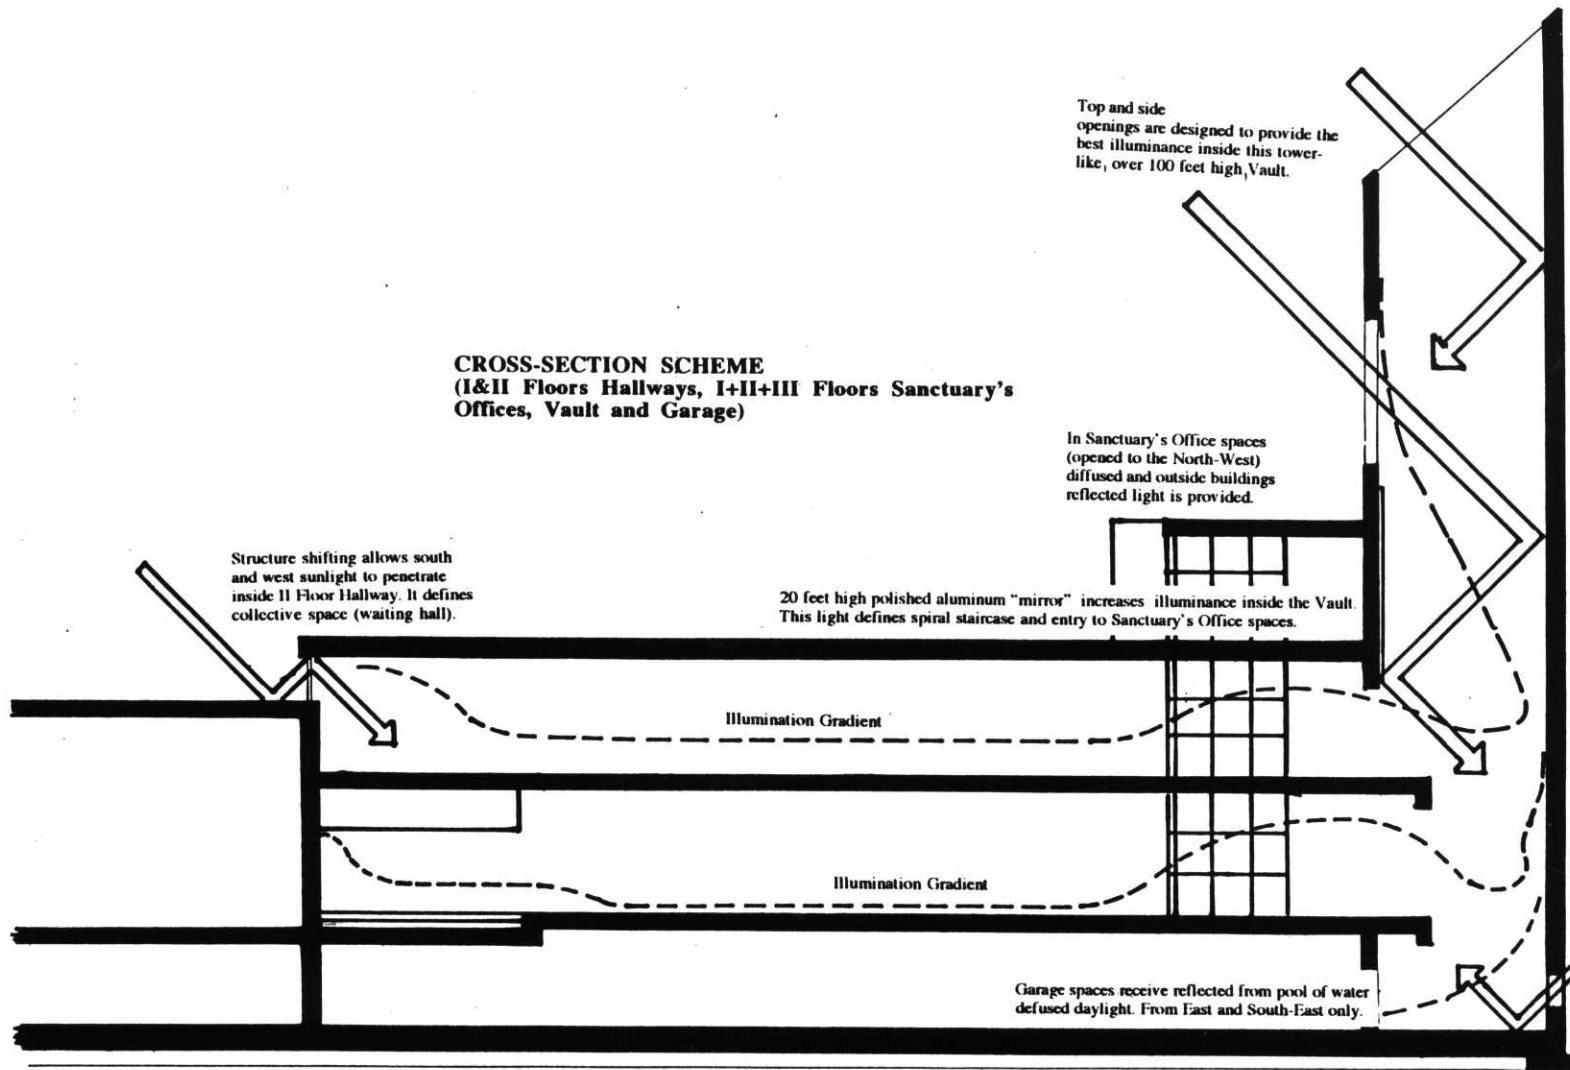 Top and side
openings are designed to provide the
best illuminance inside this tower-
like, over 100 feet high, Vault.
CROSS-SECTION SCHEME
(I&II Floors Hallways, I+II+III Floors Sanctuary's
Offices, Vault and Garage)
In Sanctuary's Office spaces
(opened to the North-West)
diffused and outside buildings
reflected light is provided.
Structure shifting allows south
and west sunlight to penetrate
inside II Floor Hallway. It defines
collective space (waiting hall).
20 feet high polished aluminum "mirror" increases illuminance inside the Vault.
This light defines spiral staircase and entry to Sanctuary's Office spaces.
Illumination Gradient
Illumination Gradient
Garage spaces receive reflected from pool of water
defused daylight. From East and South-East only.